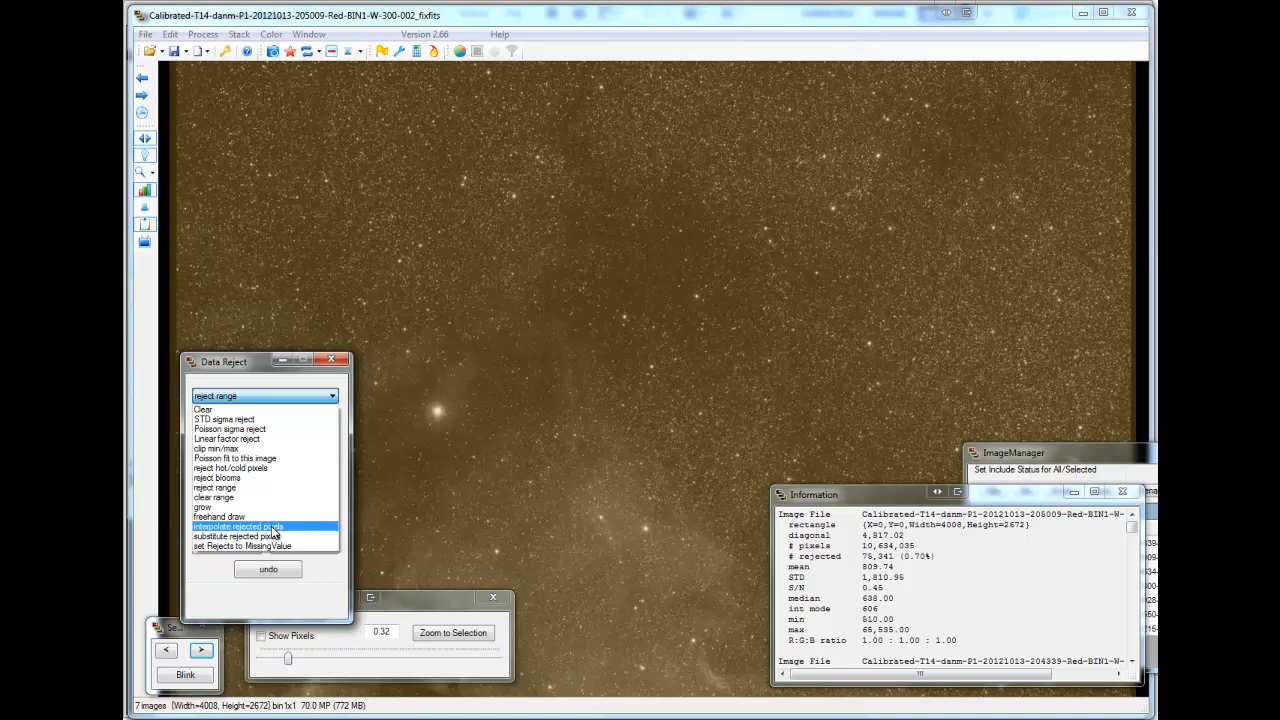 Calibrated-T14-danm-P1-20121013-205009-Red-BIN1-W-300-002_fixfits
File Edit Process Stack Color Window Version 2.66 Help
Data Reject
reject range
Clear
STD sigma reject
Poisson sigma reject
Linear factor reject
clip min/max
Poisson fit to this image
reject hot/cold pixels
reject blooms
reject range
clear range
grow
freehand draw
interpolate rejected pixels
substitute rejected pixels
set Rejects to MissingValue
undo
ImageManager
Set Include Status for All/Selected
Information
Image File Calibrated-T14-danm-P1-20121013-205009-Red-BIN1-W-
rectangle {X=0,Y=0,Width=4008,Height=2672}
diagonal 4,817.02
# pixels 10,634,035
# rejected 75,341 (0.70%)
mean 809.74
STD 1,810.95
S/N 0.45
median 638.00
int mode 606
min 510.00
max 65,535.00
R:G:B ratio 1.00 : 1.00 : 1.00
Image File Calibrated-T14-danm-P1-20121013-204339-Red-BIN1-W-
Se...
< >
Blink
Show Pixels 0.32 Zoom to Selection
7 images {Width=4008, Height=2672} bin1x1 70.0 MP (772 MB)